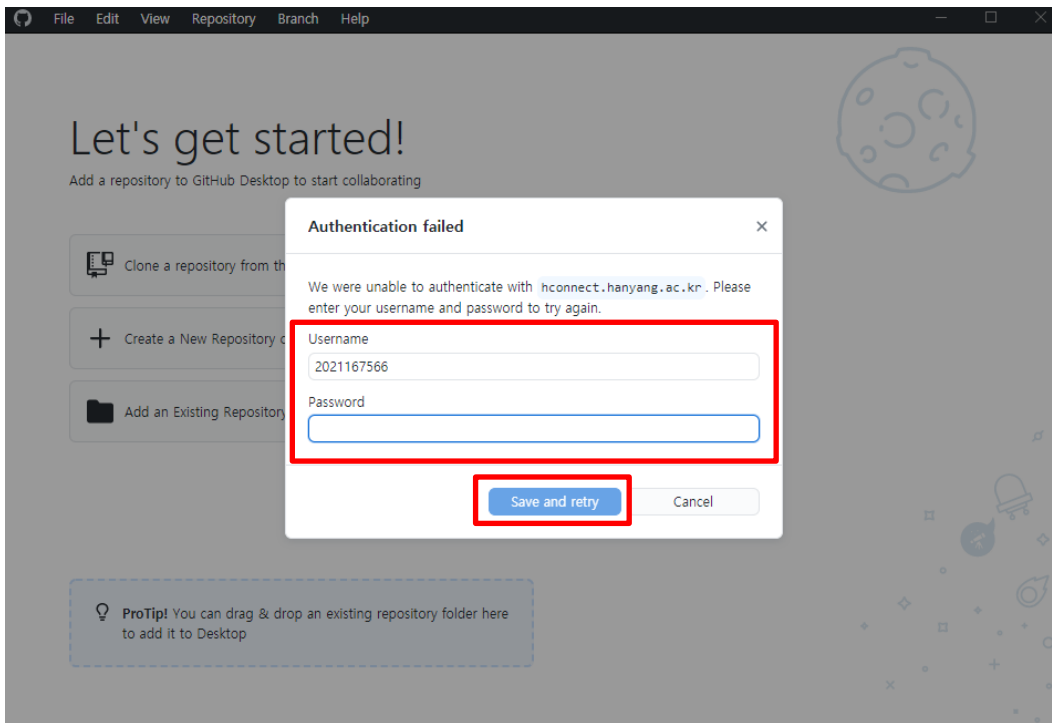 File Edit View Repository Branch Help
Let's get started!
Add a repository to GitHub Desktop to start collaborating
Clone a repository from th
Create a New Repository
Add an Existing Repository
Authentication failed
We were unable to authenticate with hconnect.hanyang.ac.kr. Please
enter your username and password to try again.
Username
2021167566
Password
Save and retry
Cancel
ProTip! You can drag & drop an existing repository folder here
to add it to Desktop